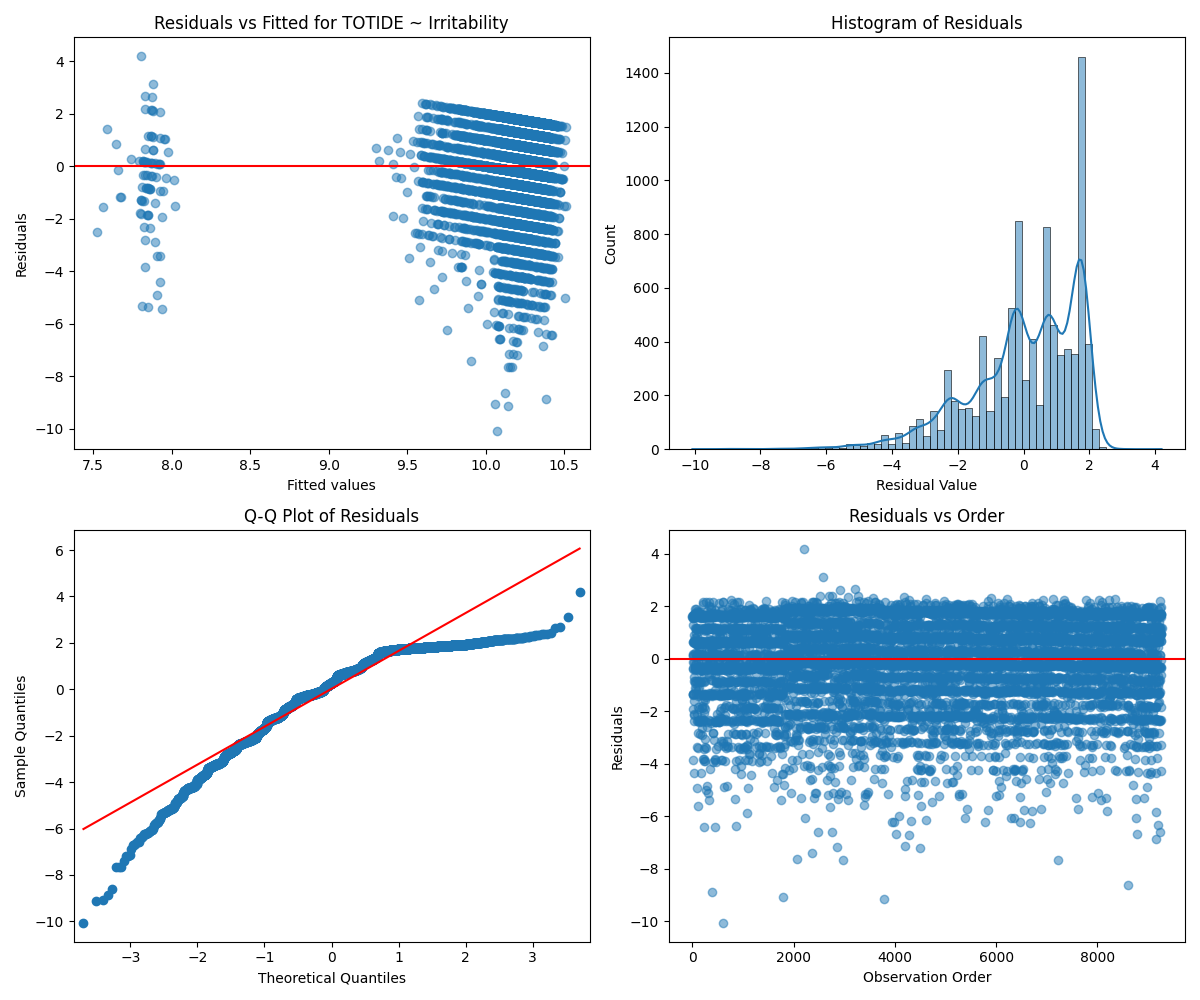 Residuals vs Fitted for TOTIDE ~ Irritability
Residuals
4
2
0
−2
−4
−6
−8
−10
7.5 8.0 8.5 9.0 9.5 10.0 10.5
Fitted values
Histogram of Residuals
Count
1400
1200
1000
800
600
400
200
0
−10 −8 −6 −4 −2 0 2 4
Residual Value
Q-Q Plot of Residuals
Sample Quantiles
6
4
2
0
−2
−4
−6
−8
−10
−3 −2 −1 0 1 2 3
Theoretical Quantiles
Residuals vs Order
Residuals
4
2
0
−2
−4
−6
−8
−10
0 2000 4000 6000 8000
Observation Order